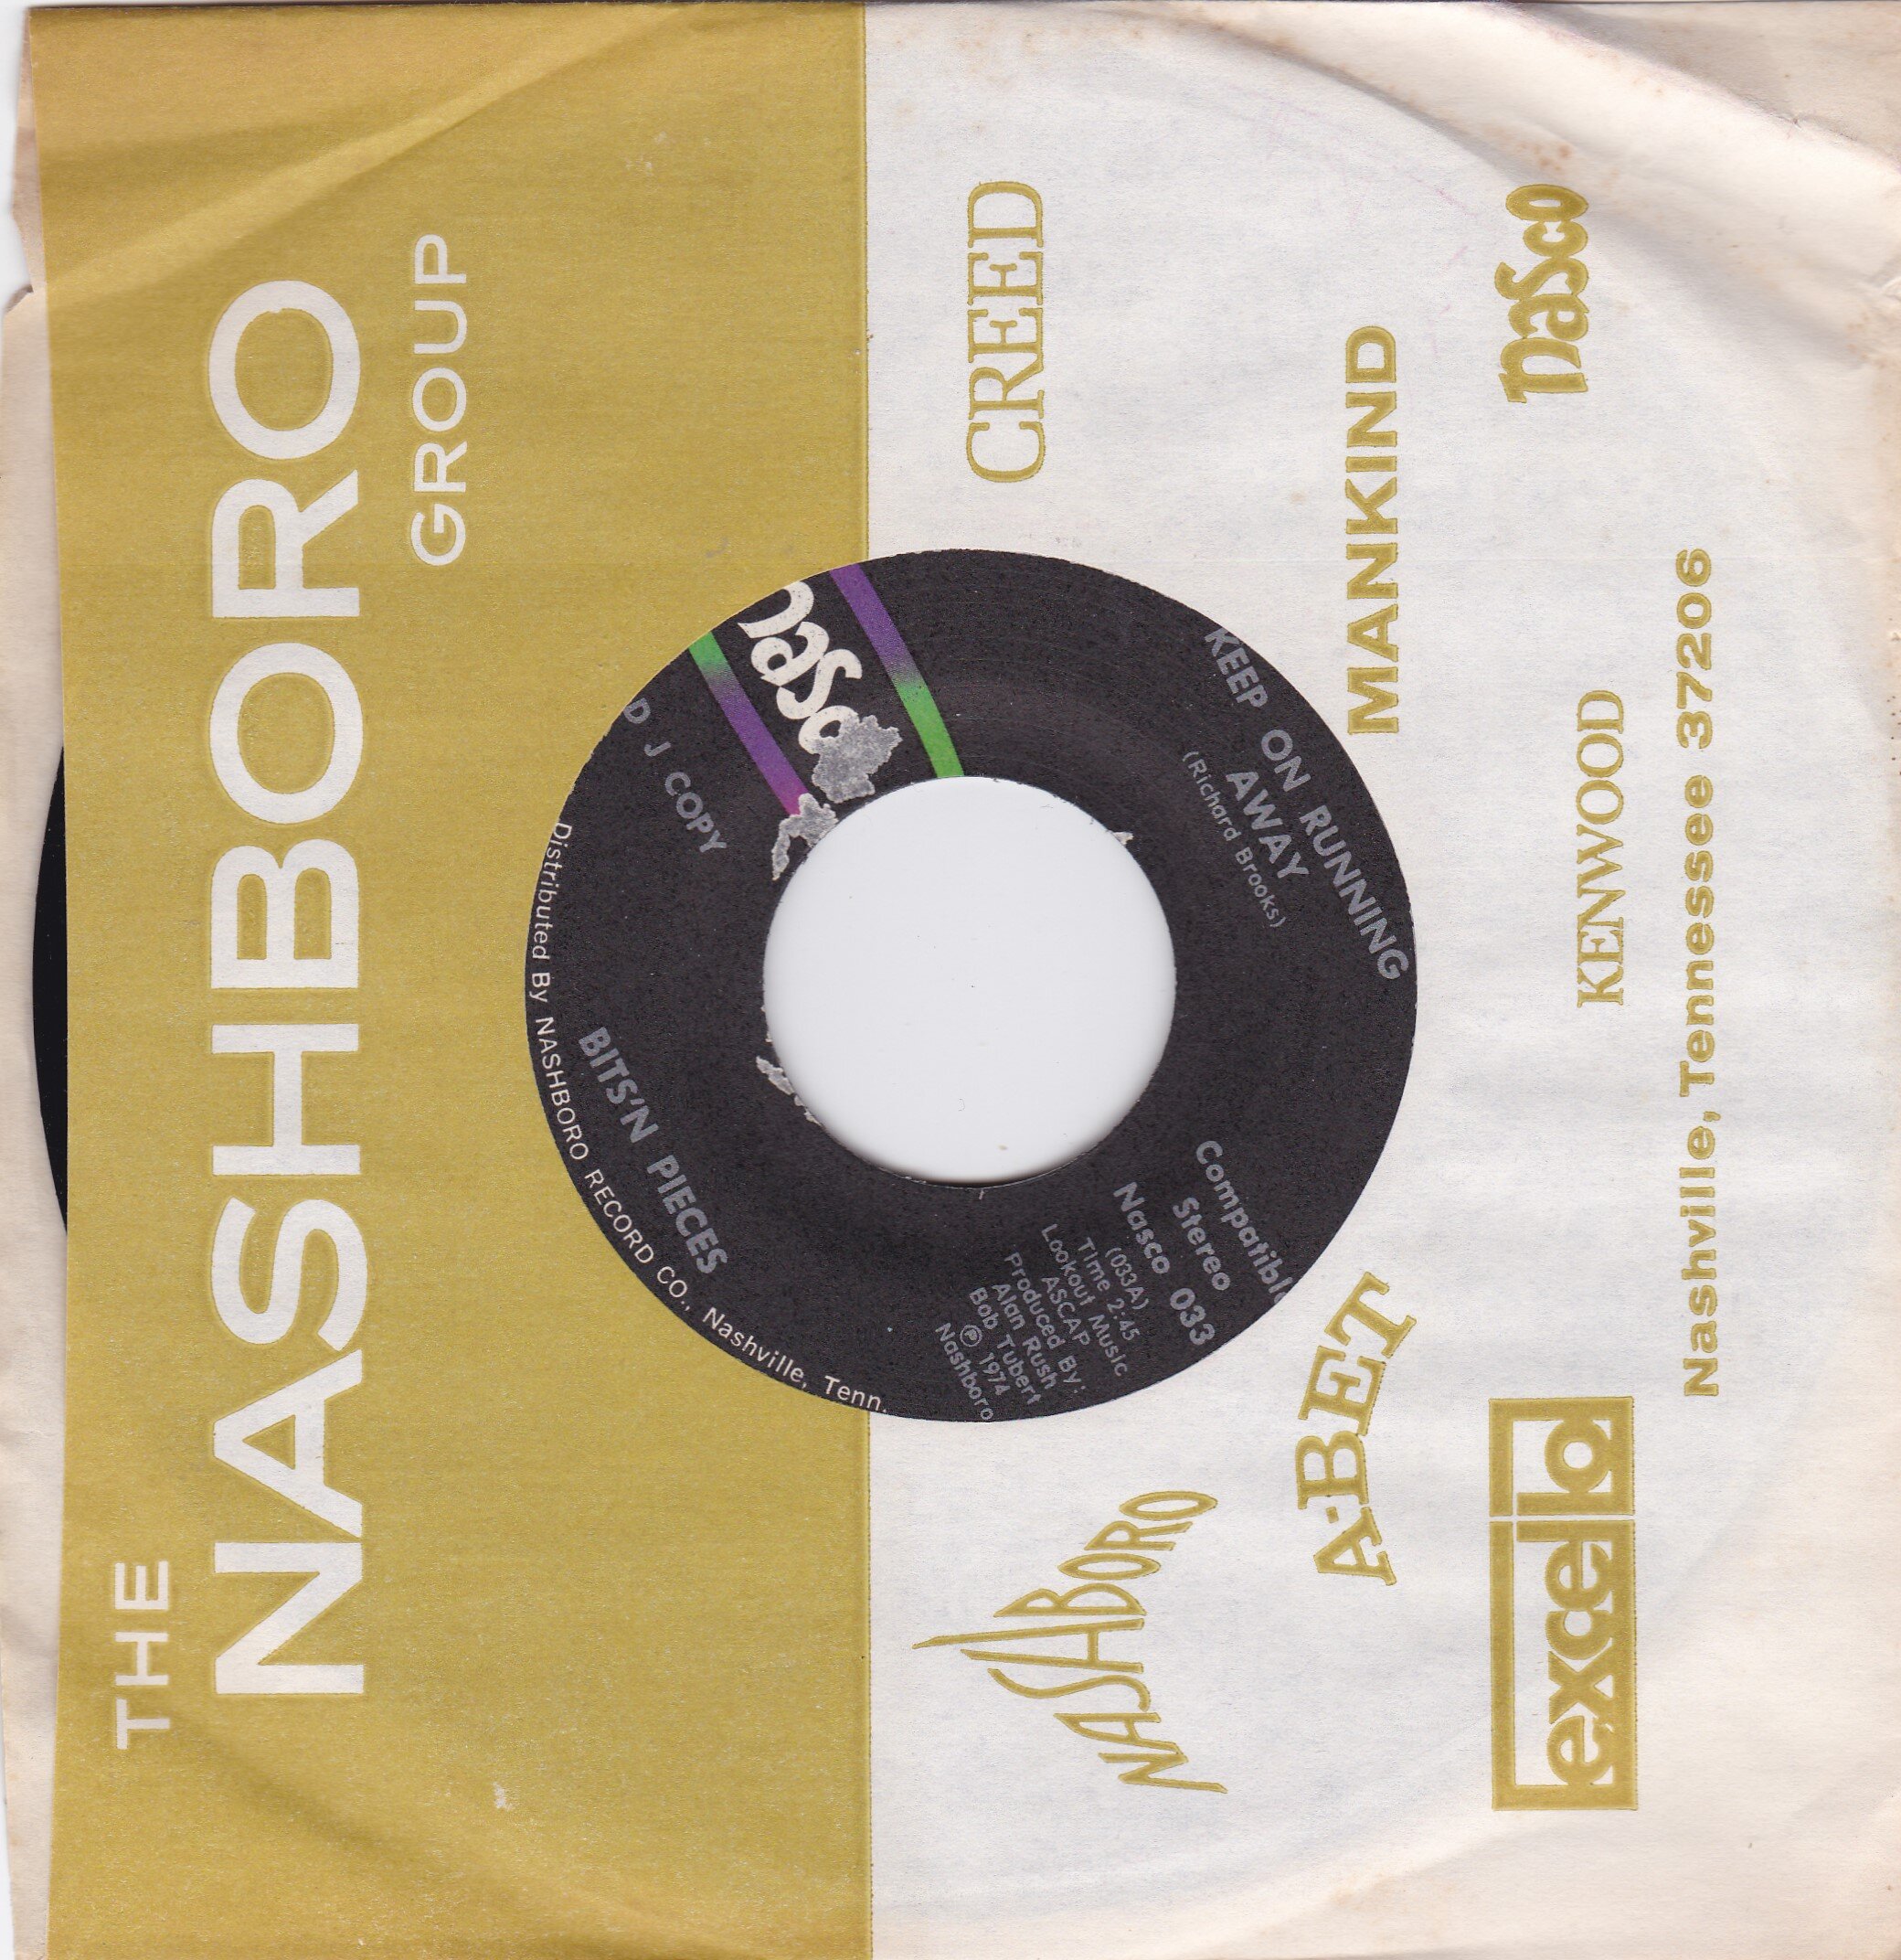 THE
NASHBORO
GROUP
NASHBORO
CREED
A·BET
MANKIND
excello
KENWOOD
nasco
Nashville, Tennessee 37206
nasco
D J COPY
KEEP ON RUNNING
AWAY
(Richard Brooks)
Compatible
Stereo
Nasco 033
(033A)
Time 2:45
Lookout Music
ASCAP
Produced By:
Alan Rush
Bob Tubert
℗ 1974
Nashboro
BITS'N PIECES
Distributed By NASHBORO RECORD CO., Nashville, Tenn.